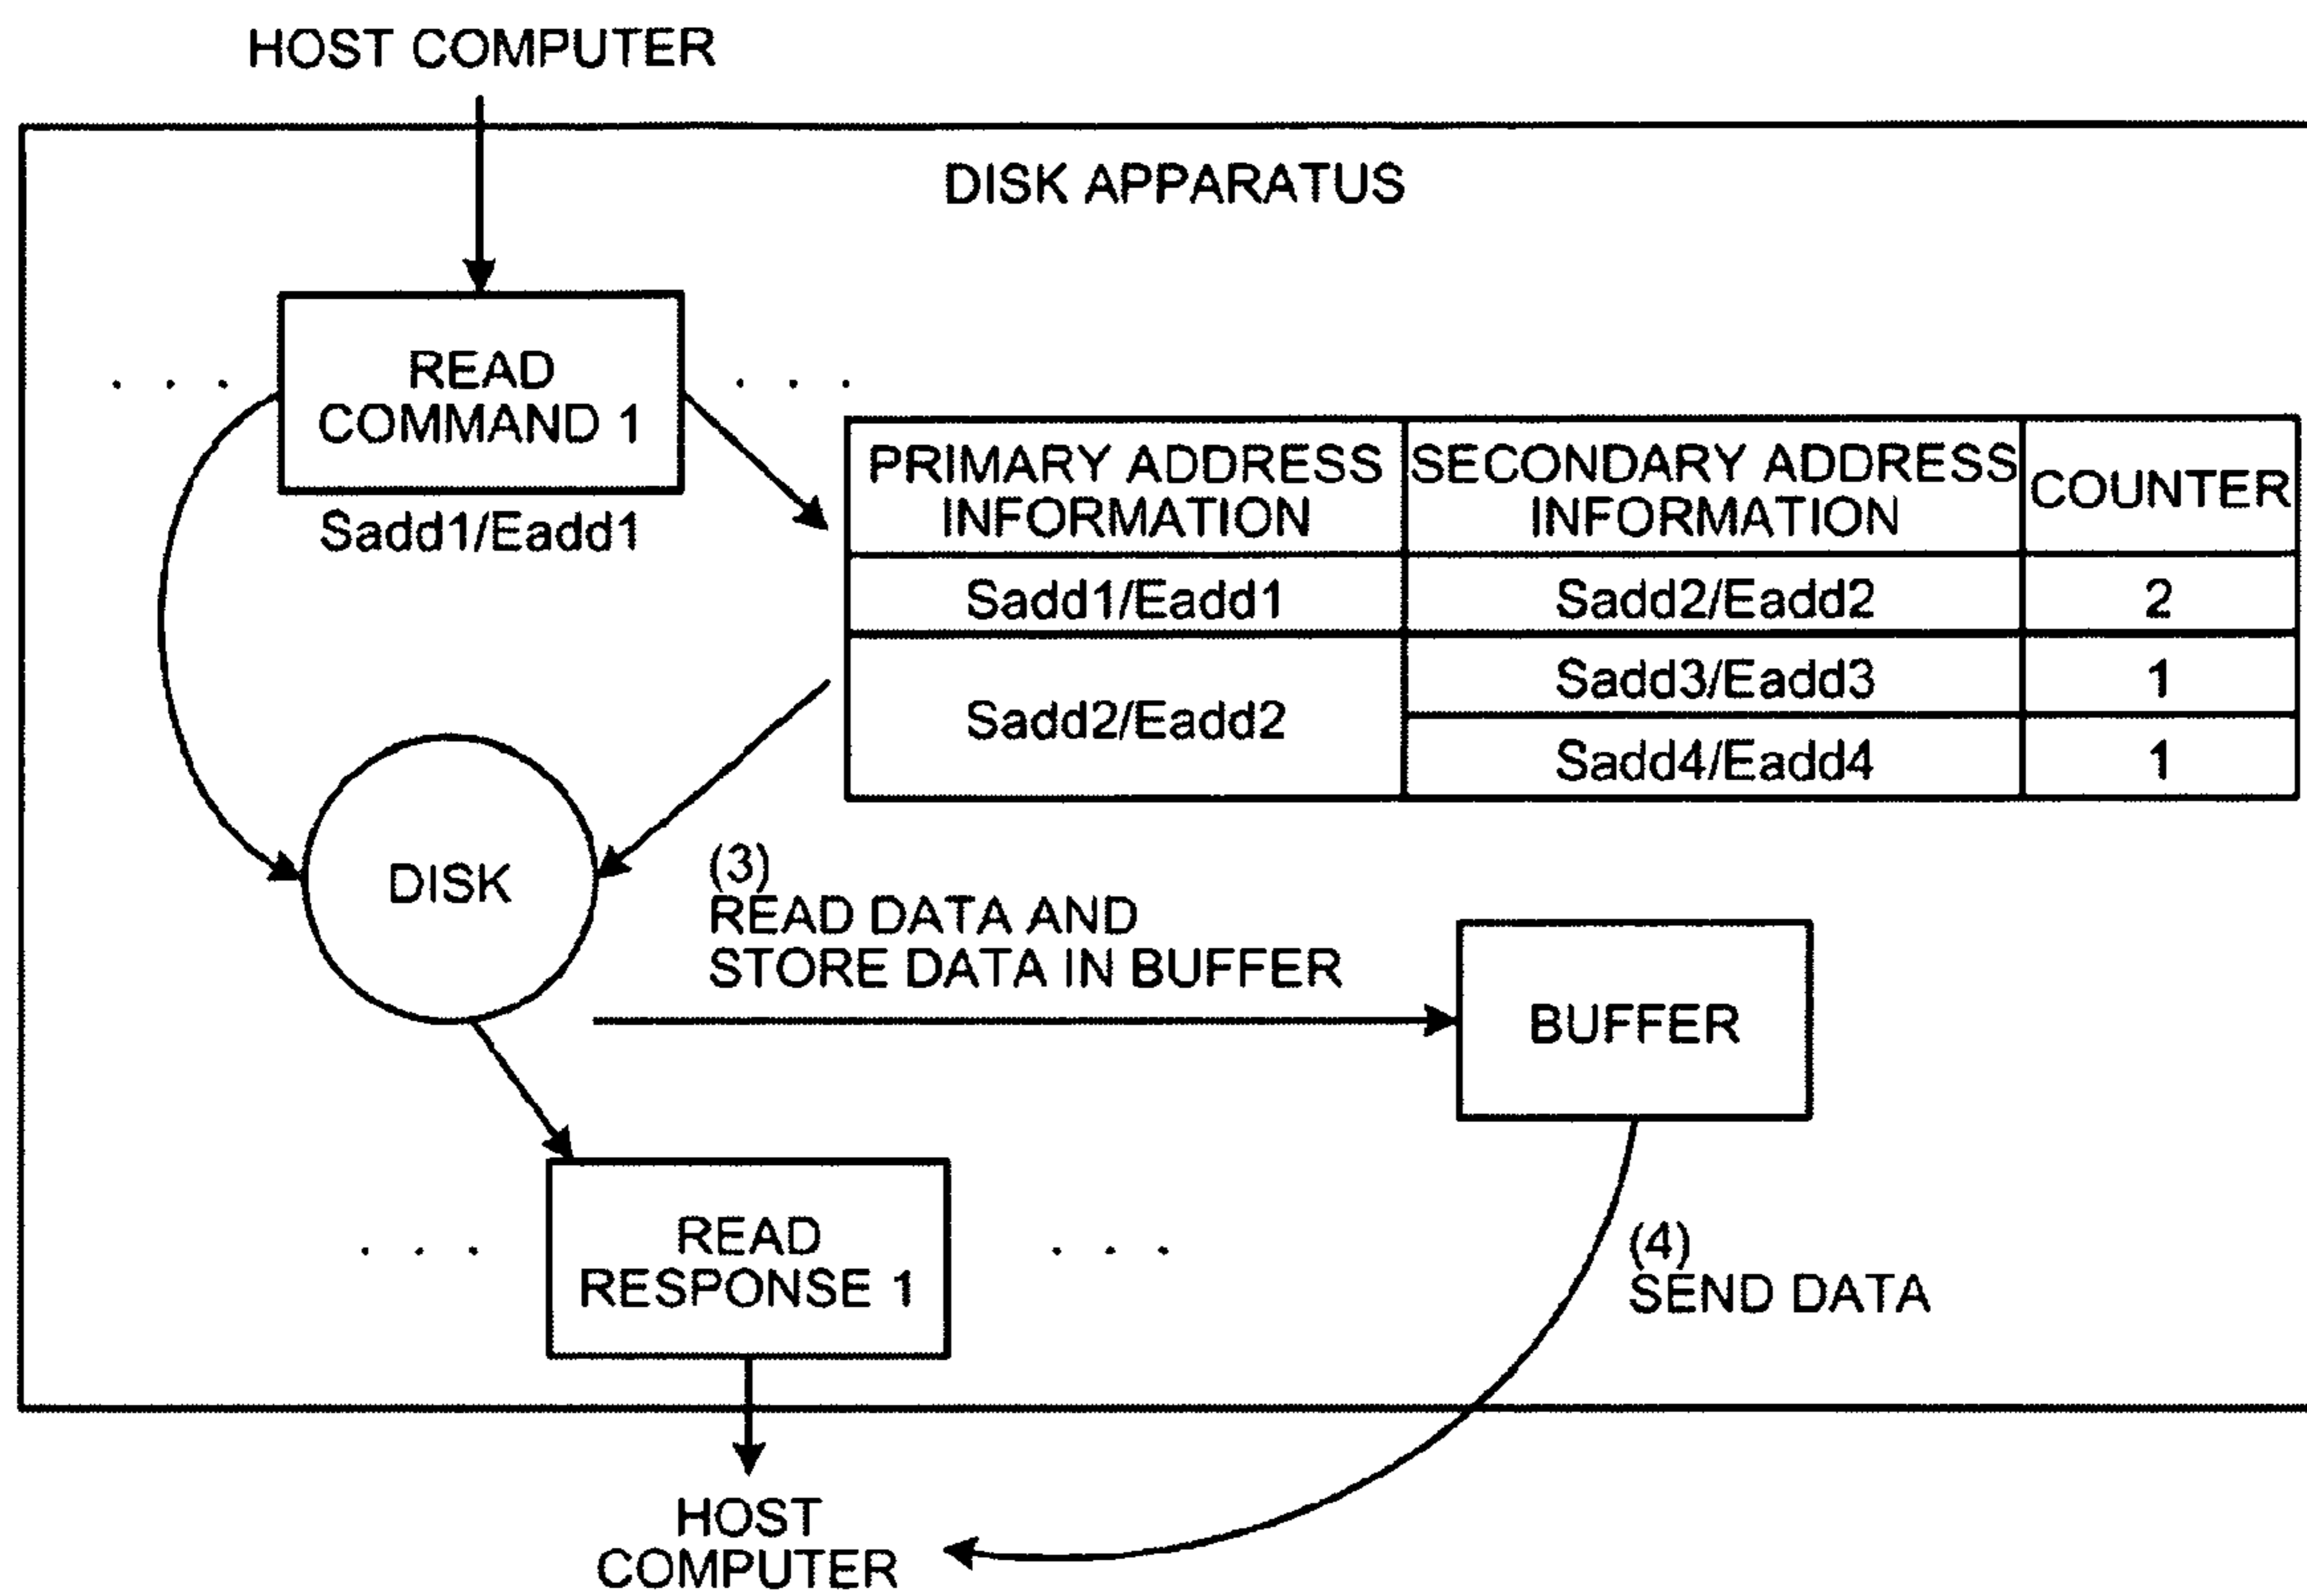 HOST COMPUTER
DISK APPARATUS
. . .
READ
COMMAND 1
. . .
Sadd1/Eadd1
PRIMARY ADDRESS
INFORMATION
SECONDARY ADDRESS
INFORMATION
COUNTER
Sadd1/Eadd1
Sadd2/Eadd2
2
Sadd2/Eadd2
Sadd3/Eadd3
1
Sadd4/Eadd4
1
DISK
(3)
READ DATA AND
STORE DATA IN BUFFER
BUFFER
. . .
READ
RESPONSE 1
. . .
(4)
SEND DATA
HOST
COMPUTER